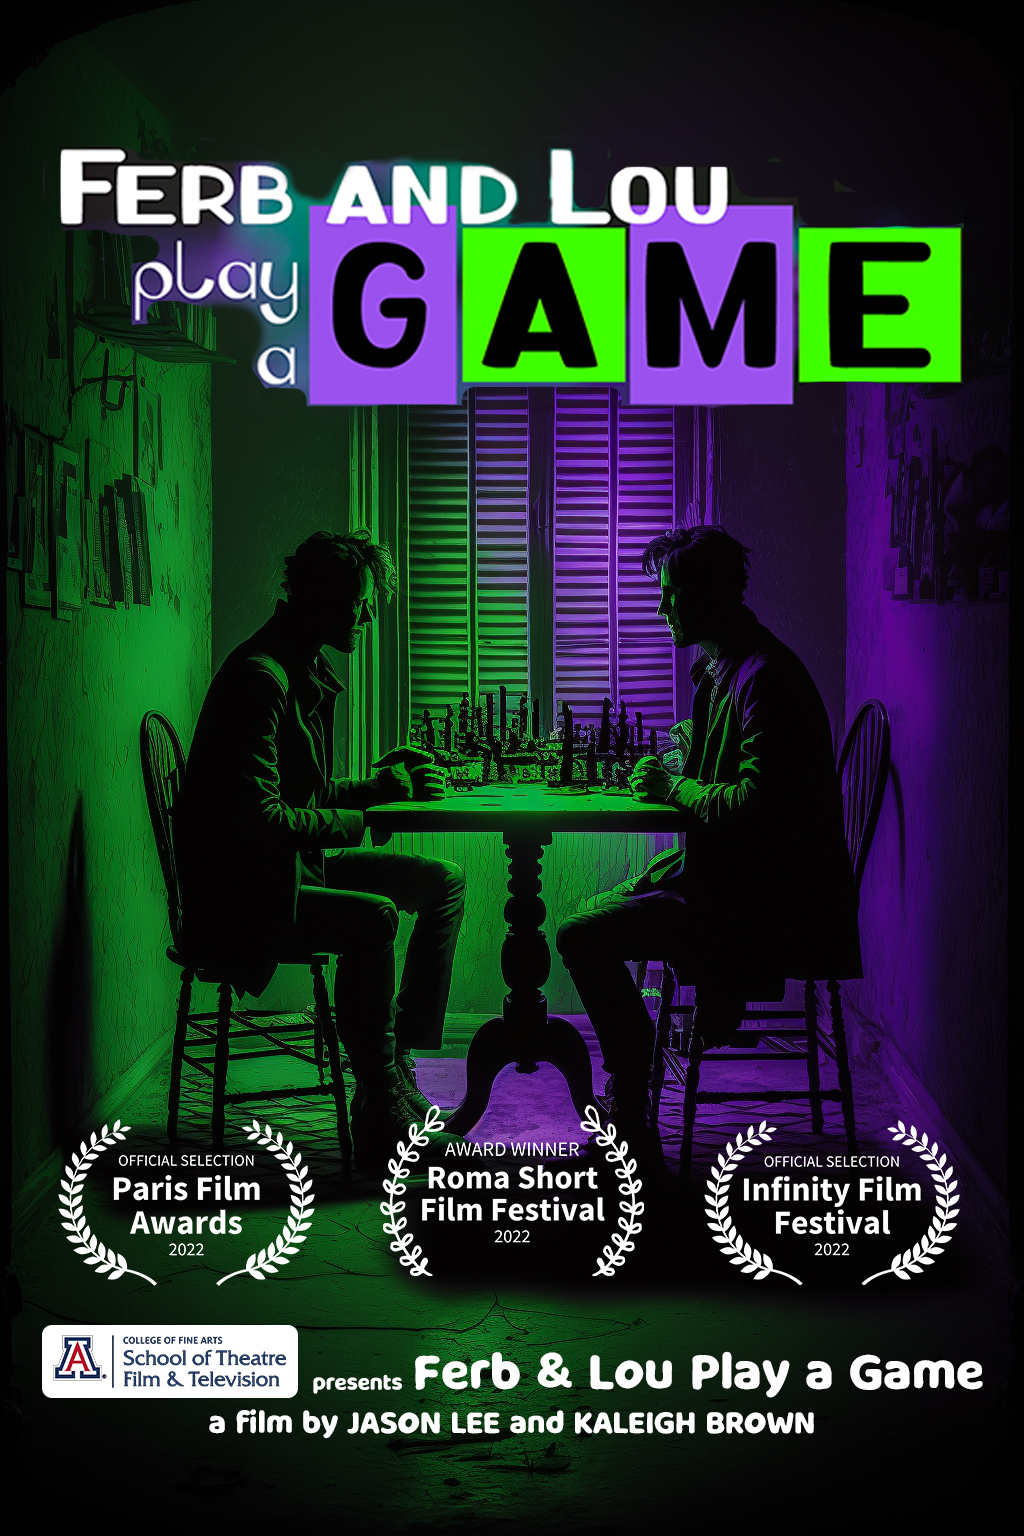 FERB AND LOU
play GAME
a
OFFICIAL SELECTION
Paris Film
Awards
2022
AWARD WINNER
Roma Short
Film Festival
2022
OFFICIAL SELECTION
Infinity Film
Festival
2022
A
COLLEGE OF FINE ARTS
School of Theatre
Film & Television
presents Ferb & Lou Play a Game
a film by JASON LEE and KALEIGH BROWN